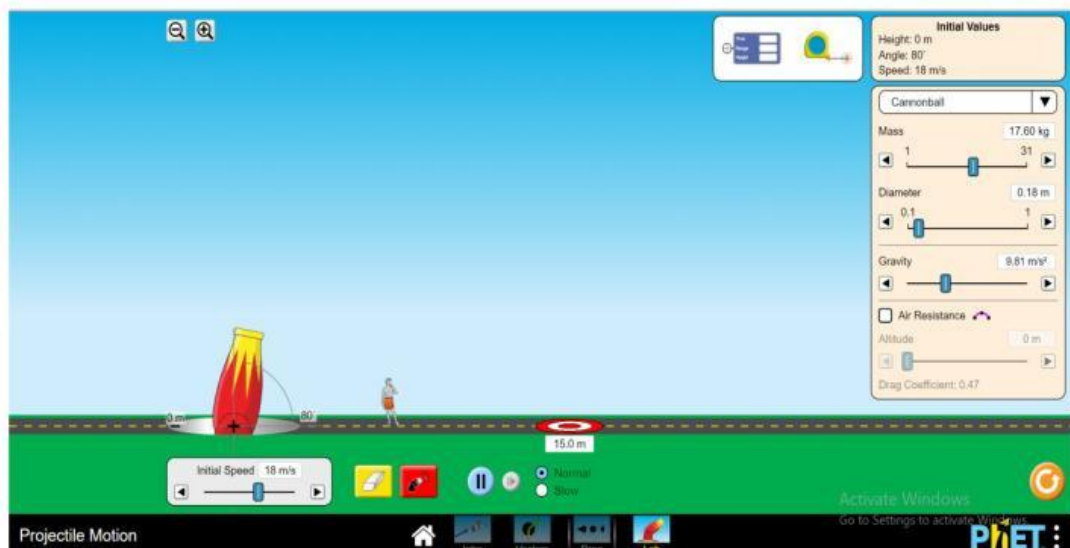 Initial Values
Height: 0 m
Angle: 80°
Speed: 18 m/s
Cannonball
Mass 17.60 kg
1 31
Diameter 0.18 m
0.1 1
Gravity 9.81 m/s²
Air Resistance
Altitude 0 m
Drag Coefficient: 0.47
0 m
80°
15.0 m
Initial Speed 18 m/s
Normal
Slow
Activate Windows
Go to Settings to activate Windows.
Projectile Motion
Lab
PhET